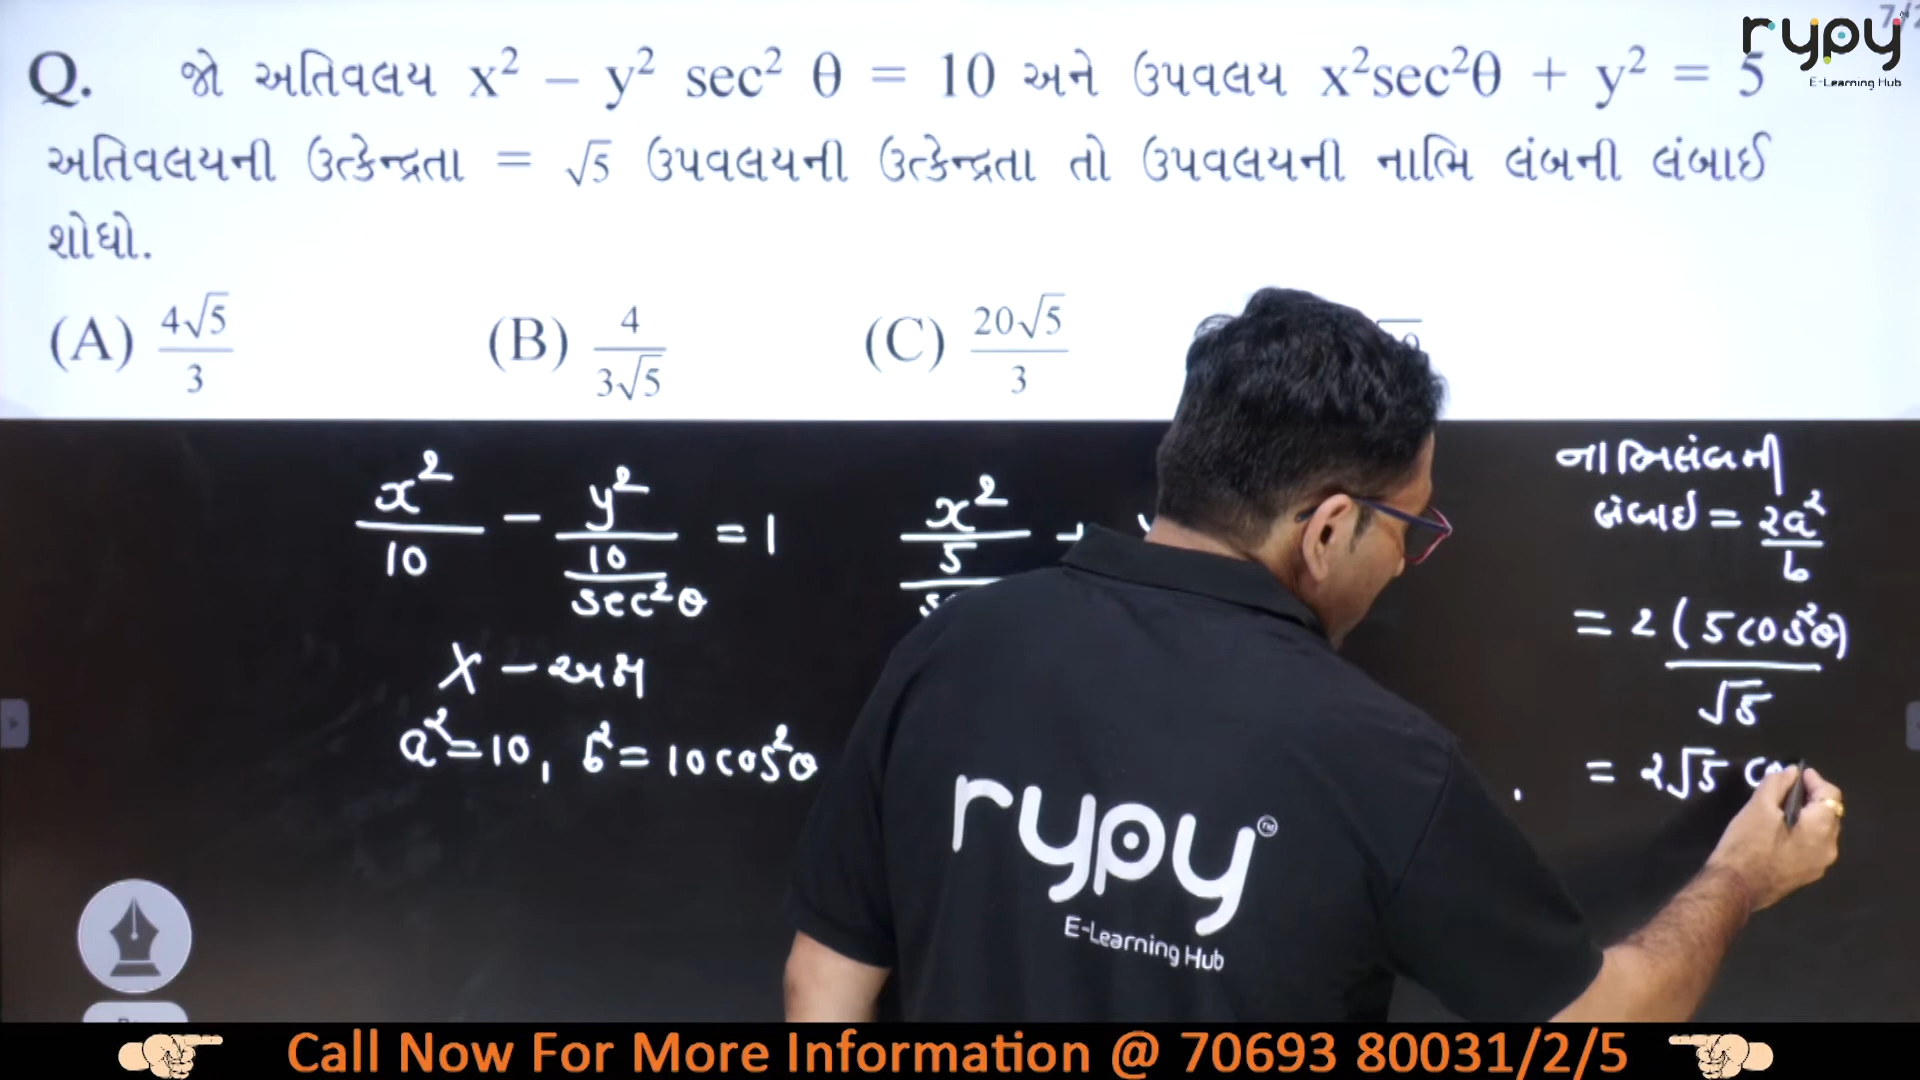 rypy
E-Learning Hub
Q. જો અતિવલય x² − y² sec² θ = 10 અને ઉપવલય x²sec²θ + y² = 5
અતિવલયની ઉત્કેન્દ્રતા = √5 ઉપવલયની ઉત્કેન્દ્રતા તો ઉપવલયની નાભિ લંબની લંબાઈ
શોધો.
(A) 4√5/3 (B) 4/3√5 (C) 20√5/3
x²/10 − y²/(10/sec²θ) = 1
x²/5
નાભિલંબની
લંબાઈ = 2a²/b
= 2(5cos²θ)/√5
= 2√5 co
X – અક્ષ
a² = 10, b² = 10cos²θ
rypy™
E-Learning Hub
Call Now For More Information @ 70693 80031/2/5